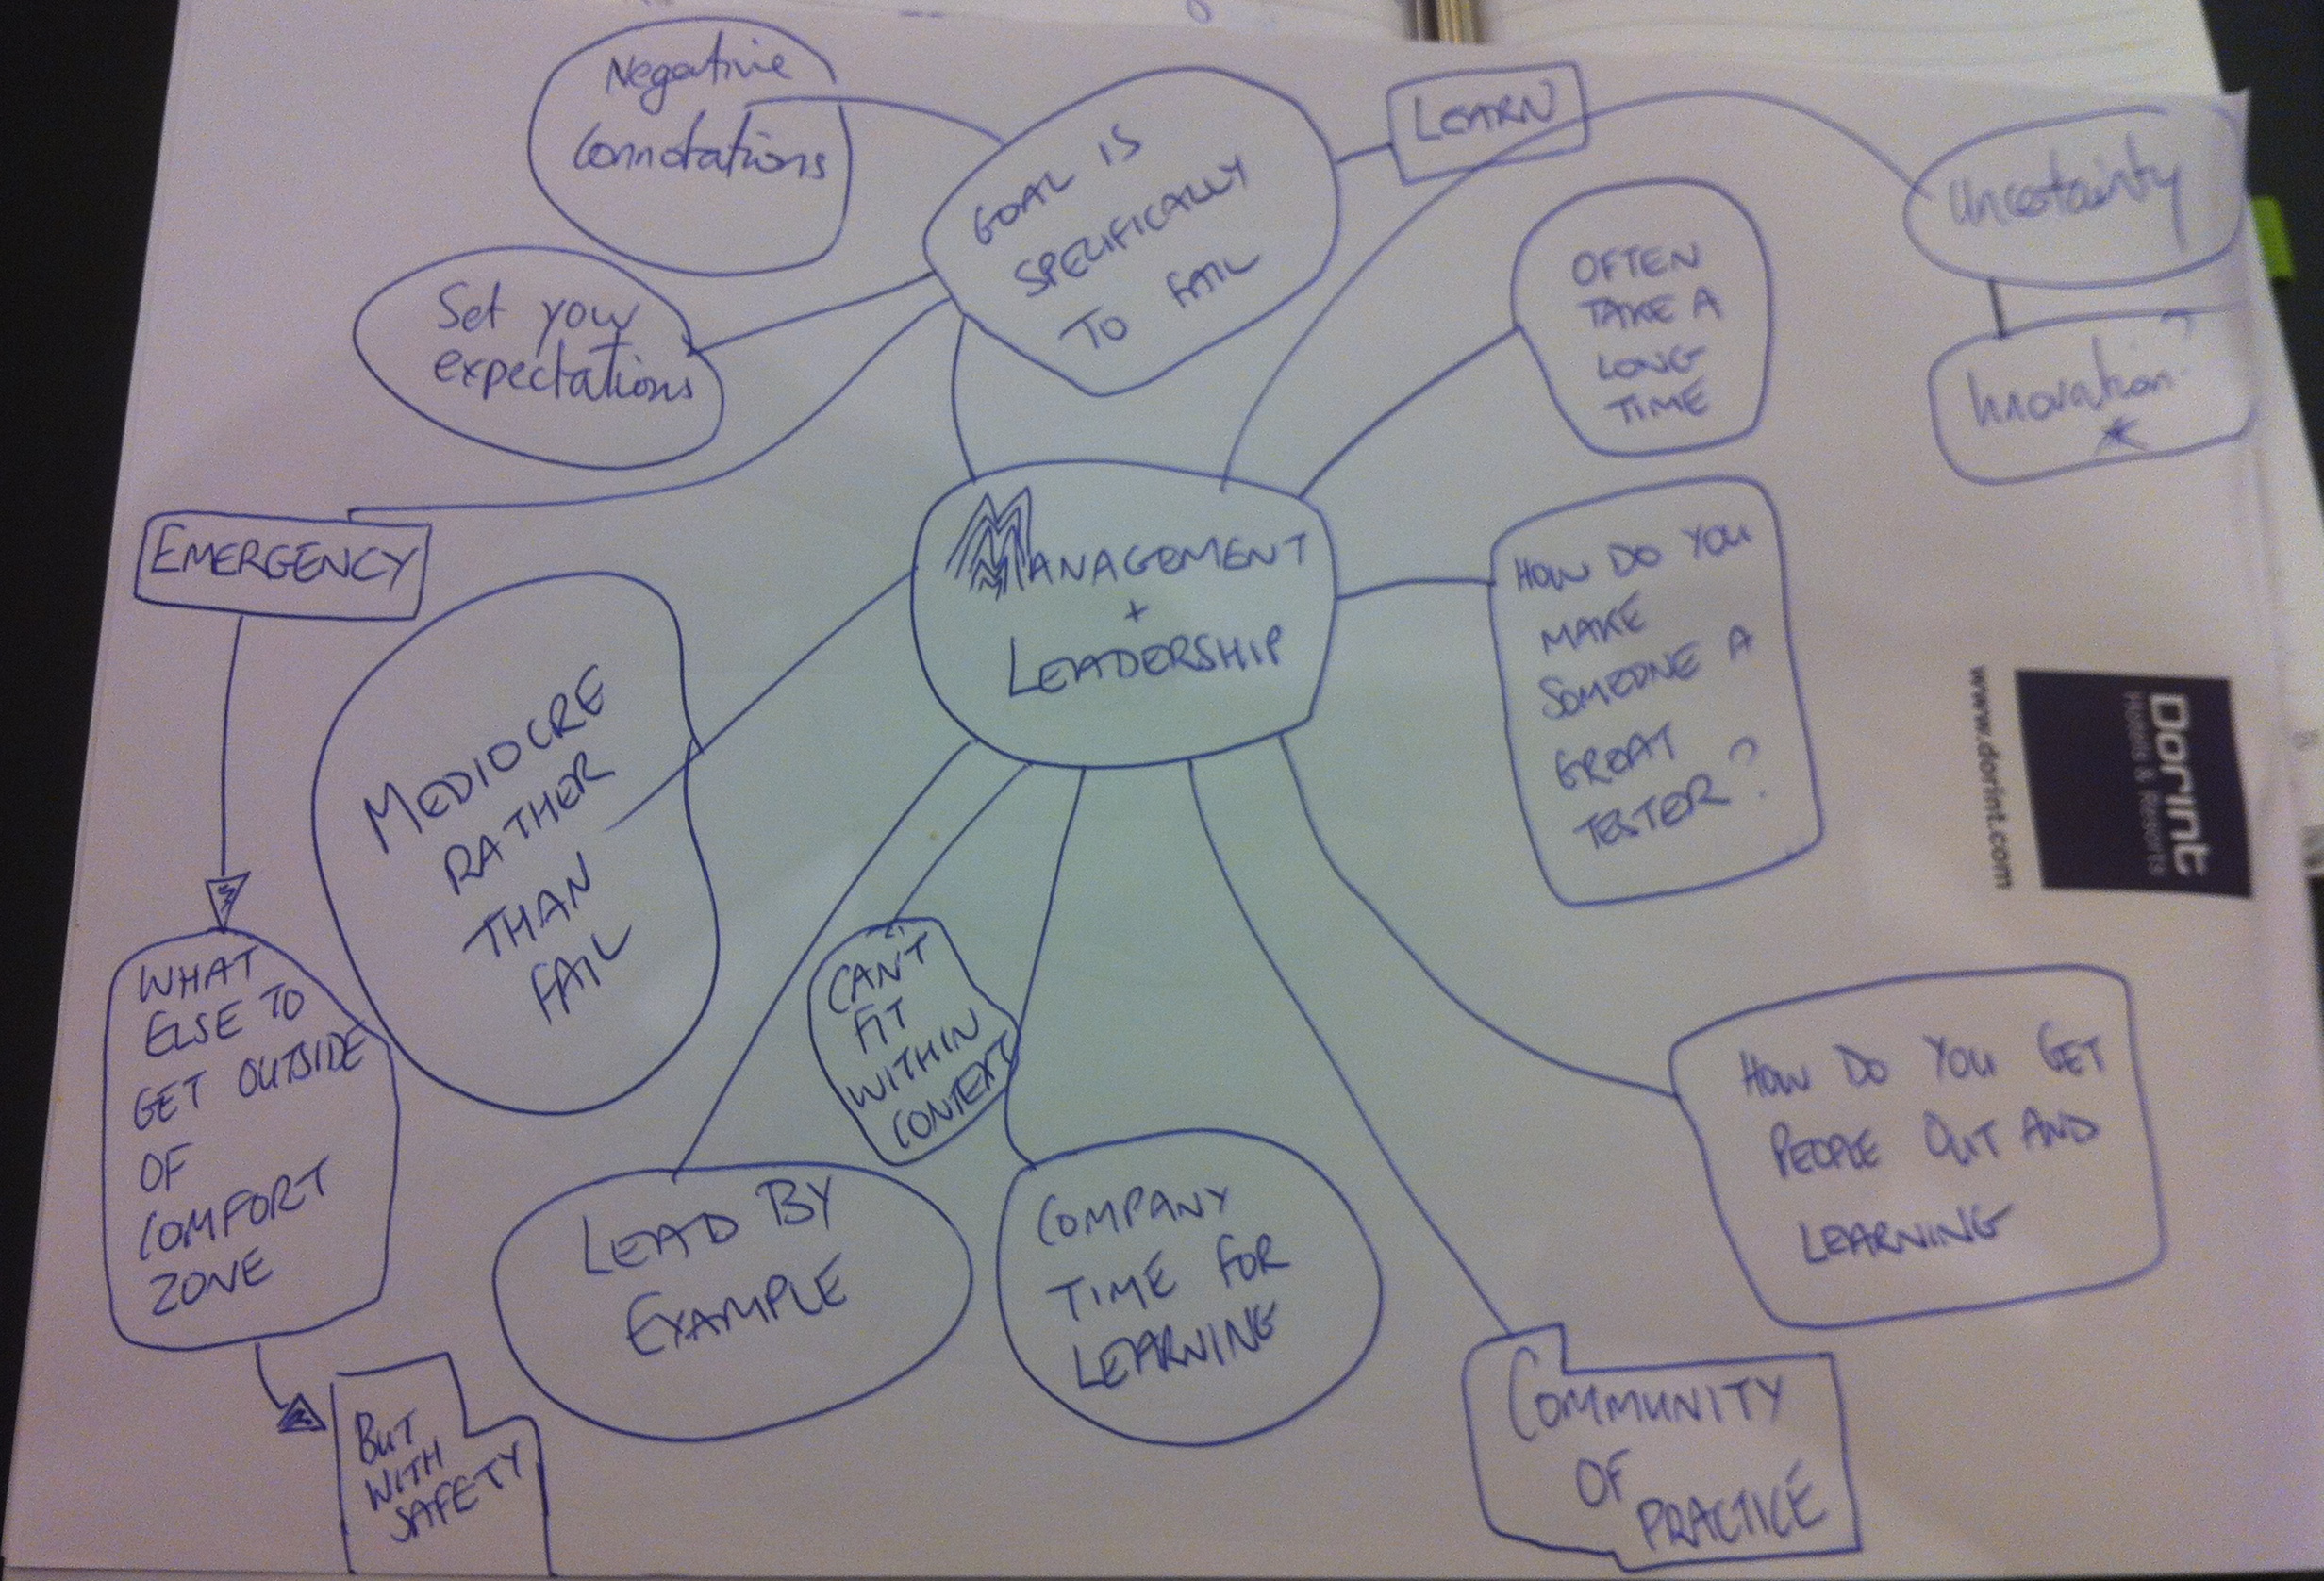 Negative
Connotations
GOAL IS
SPECIFICALLY
TO FAIL
LEARN
Uncertainty
Innovation?
Set your
expectations
OFTEN
TAKE A
LONG
TIME
EMERGENCY
MANAGEMENT
+
LEADERSHIP
HOW DO YOU
MAKE
SOMEONE A
GREAT
TESTER?
MEDIOCRE
RATHER
THAN
FAIL
Dorint
Hotels & Resorts
www.dorint.com
WHAT
ELSE TO
GET OUTSIDE
OF
COMFORT
ZONE
CAN'T
FIT
WITHIN
CONTEXT
HOW DO YOU GET
PEOPLE OUT AND
LEARNING
LEAD BY
EXAMPLE
COMPANY
TIME FOR
LEARNING
BUT
WITH
SAFETY
COMMUNITY
OF
PRACTICE